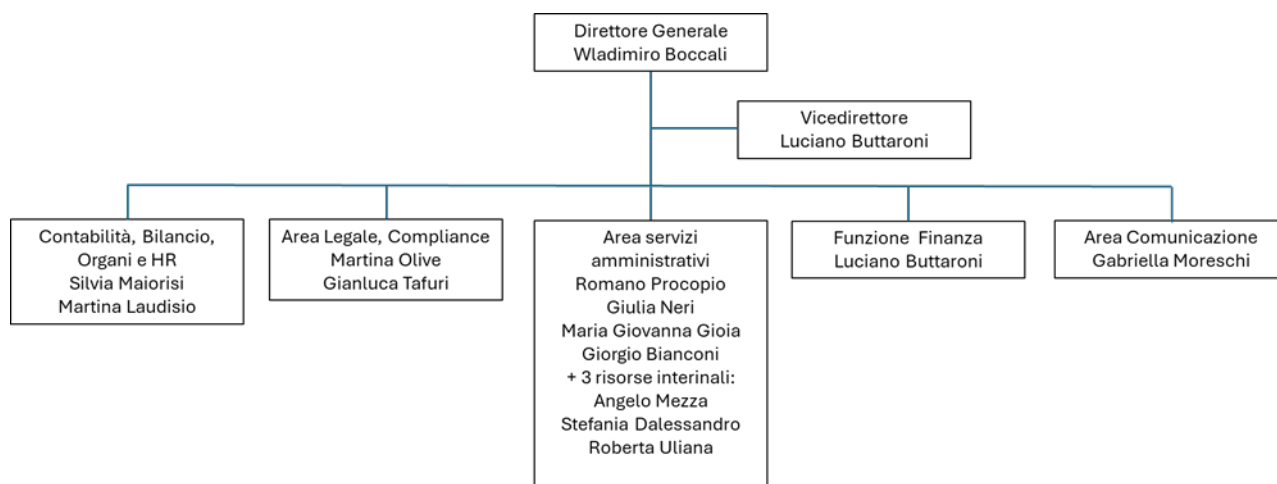 Direttore Generale
Wladimiro Boccali
Vicedirettore
Luciano Buttaroni
Contabilità, Bilancio,
Organi e HR
Silvia Maiorisi
Martina Laudisio
Area Legale, Compliance
Martina Olive
Gianluca Tafuri
Area servizi
amministrativi
Romano Procopio
Giulia Neri
Maria Giovanna Gioia
Giorgio Bianconi
+ 3 risorse interinali:
Angelo Mezza
Stefania Dalessandro
Roberta Uliana
Funzione Finanza
Luciano Buttaroni
Area Comunicazione
Gabriella Moreschi